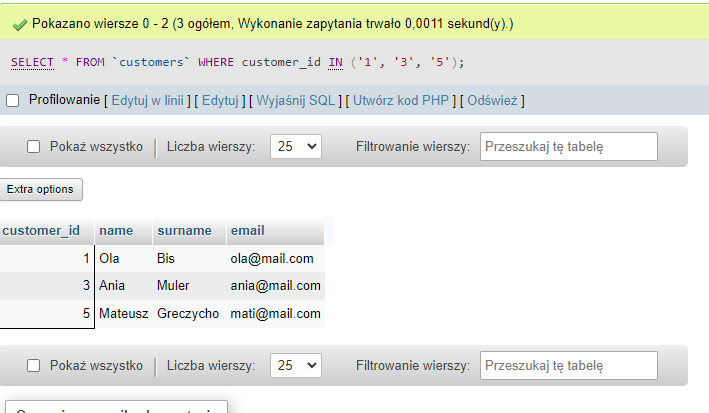 Pokazano wiersze 0 - 2 (3 ogółem, Wykonanie zapytania trwało 0,0011 sekund(y).)
SELECT * FROM `customers` WHERE customer_id IN ('1', '3', '5');
Profilowanie [ Edytuj w linii ] [ Edytuj ] [ Wyjaśnij SQL ] [ Utwórz kod PHP ] [ Odśwież ]
Pokaż wszystko | Liczba wierszy: 25 Filtrowanie wierszy: Przeszukaj tę tabelę
Extra options
customer_id name surname email
1 Ola Bis ola@mail.com
3 Ania Muler ania@mail.com
5 Mateusz Greczycho mati@mail.com
Pokaż wszystko | Liczba wierszy: 25 Filtrowanie wierszy: Przeszukaj tę tabelę